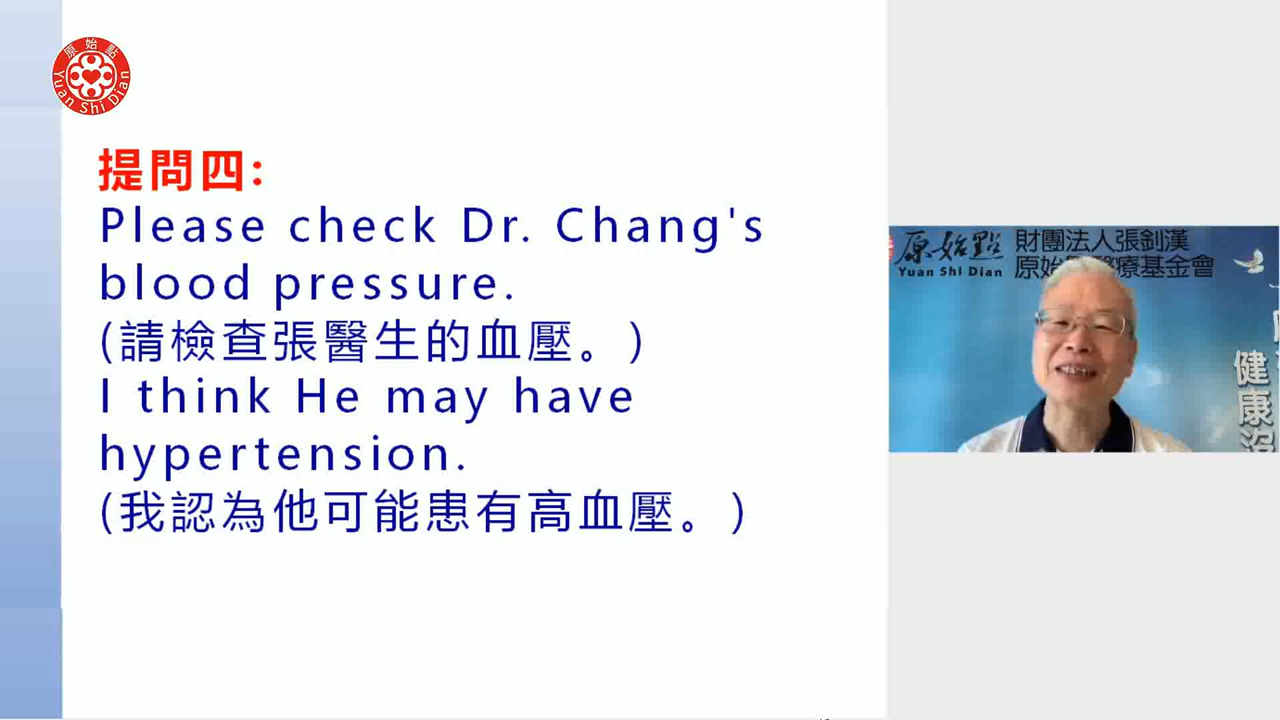 原始點
Yuan Shi Dian
提問四:
Please check Dr. Chang's
blood pressure.
(請檢查張醫生的血壓。)
I think He may have
hypertension.
(我認為他可能患有高血壓。)
原始點
Yuan Shi Dian
財團法人張釗漢
原始 醫療基金會
健康沒